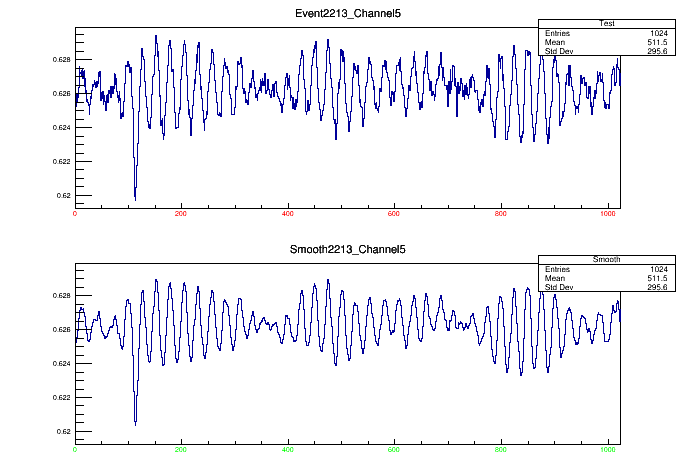 Event2213_Channel5
Test
Entries 1024
Mean 511.5
Std Dev 295.6
0.628
0.626
0.624
0.622
0.62
0 200 400 600 800 1000
Smooth2213_Channel5
Smooth
Entries 1024
Mean 511.5
Std Dev 295.6
0.628
0.626
0.624
0.622
0.62
0 200 400 600 800 1000